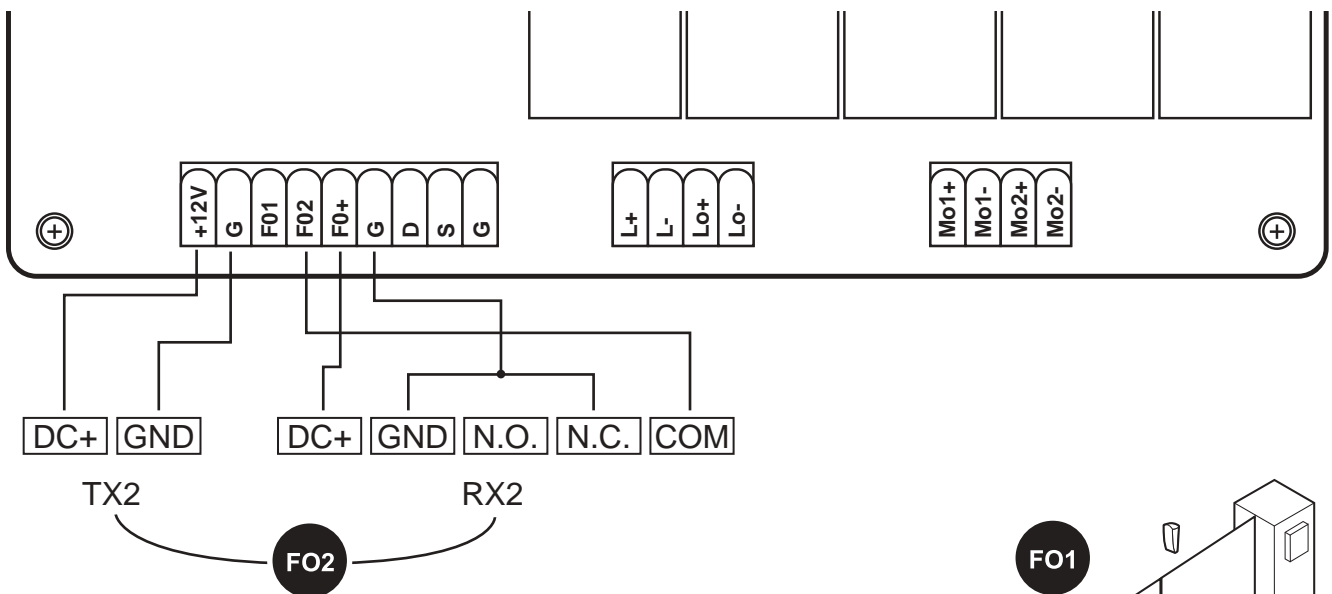 +12V G F01 F02 F0+ G D S G
L+ L- Lo+ Lo-
Mo1+ Mo1- Mo2+ Mo2-
DC+ GND DC+ GND N.O. N.C. COM
TX2 RX2
FO2
FO1